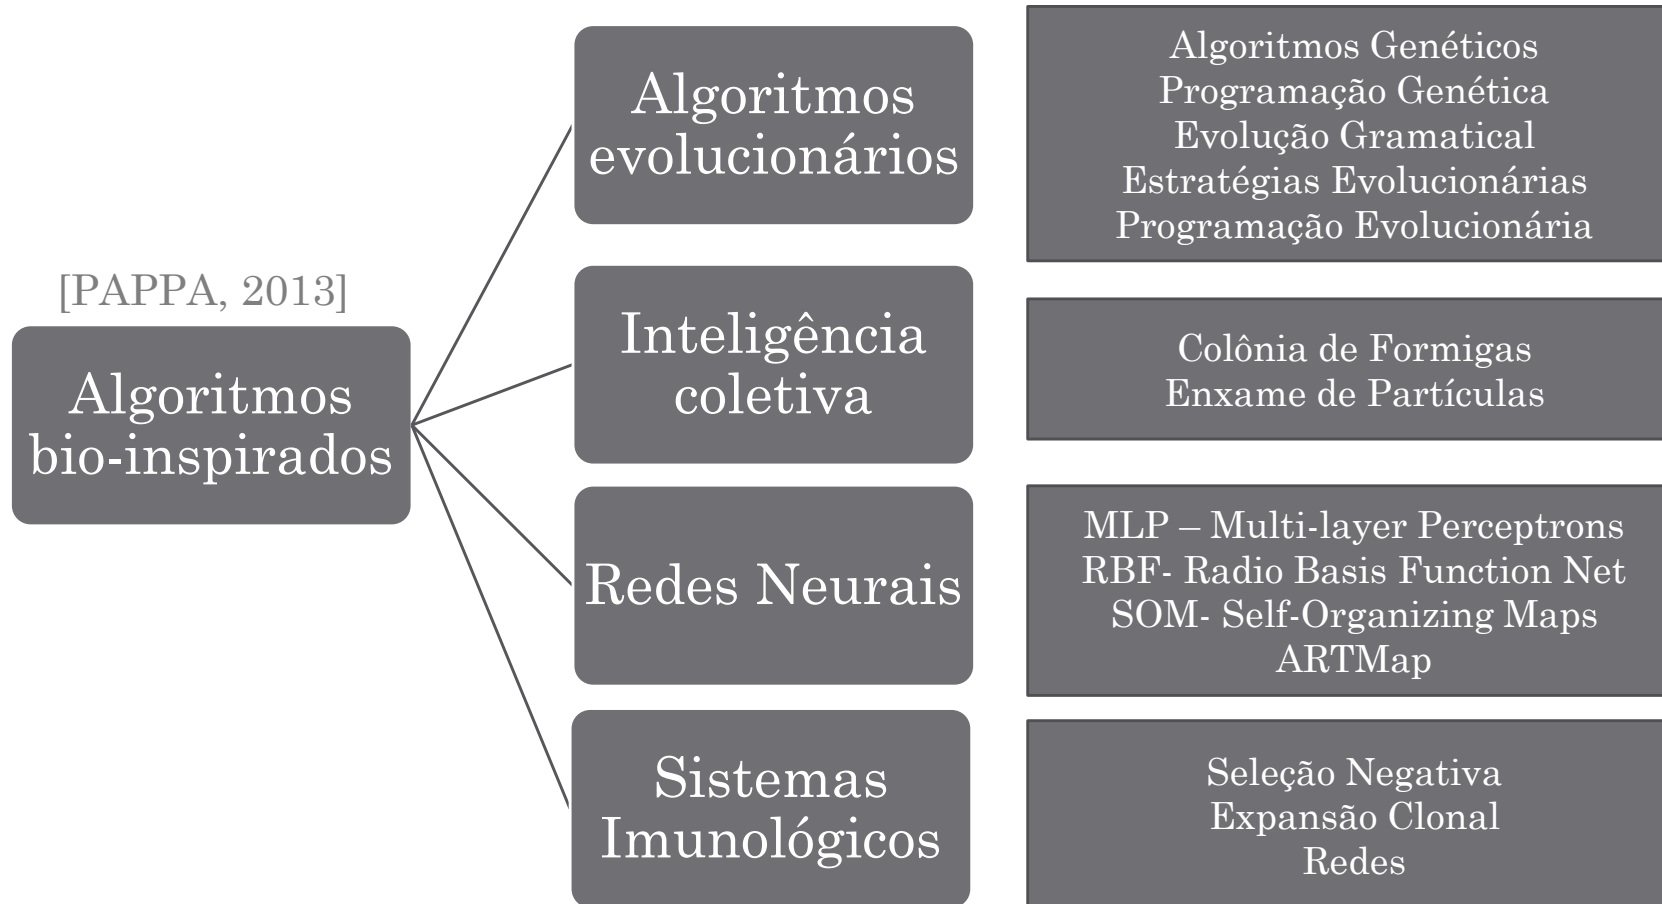 [PAPPA, 2013]
Algoritmos
bio-inspirados
Algoritmos
evolucionários
Algoritmos Genéticos
Programação Genética
Evolução Gramatical
Estratégias Evolucionárias
Programação Evolucionária
Inteligência
coletiva
Colônia de Formigas
Enxame de Partículas
Redes Neurais
MLP – Multi-layer Perceptrons
RBF- Radio Basis Function Net
SOM- Self-Organizing Maps
ARTMap
Sistemas
Imunológicos
Seleção Negativa
Expansão Clonal
Redes